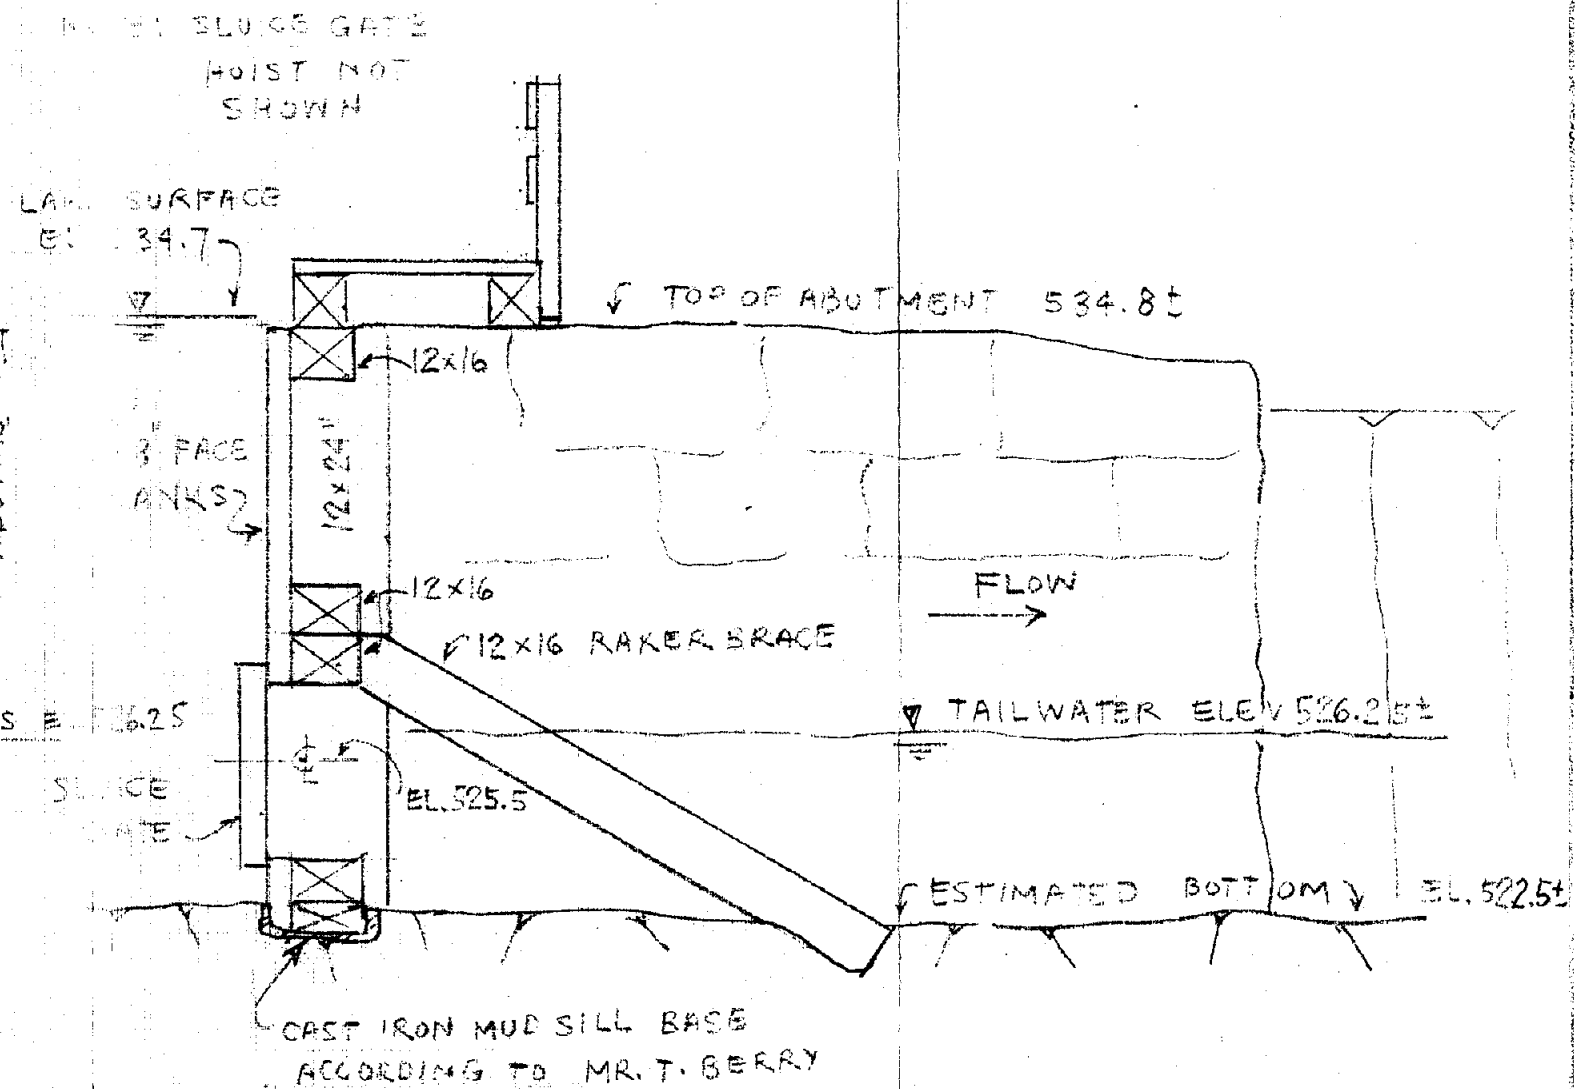 SLUICE GATE
HOIST NOT
SHOWN
SURFACE
34.7
TOP OF ABUTMENT 534.8±
12x16
12x24"
FACE
12x16
FLOW
12x16 RAKER BRACE
TAILWATER ELEV 526.25±
EL. 525.5
ESTIMATED BOTTOM EL. 522.5±
CAST IRON MUD SILL BASE
ACCORDING TO MR. T. BERRY